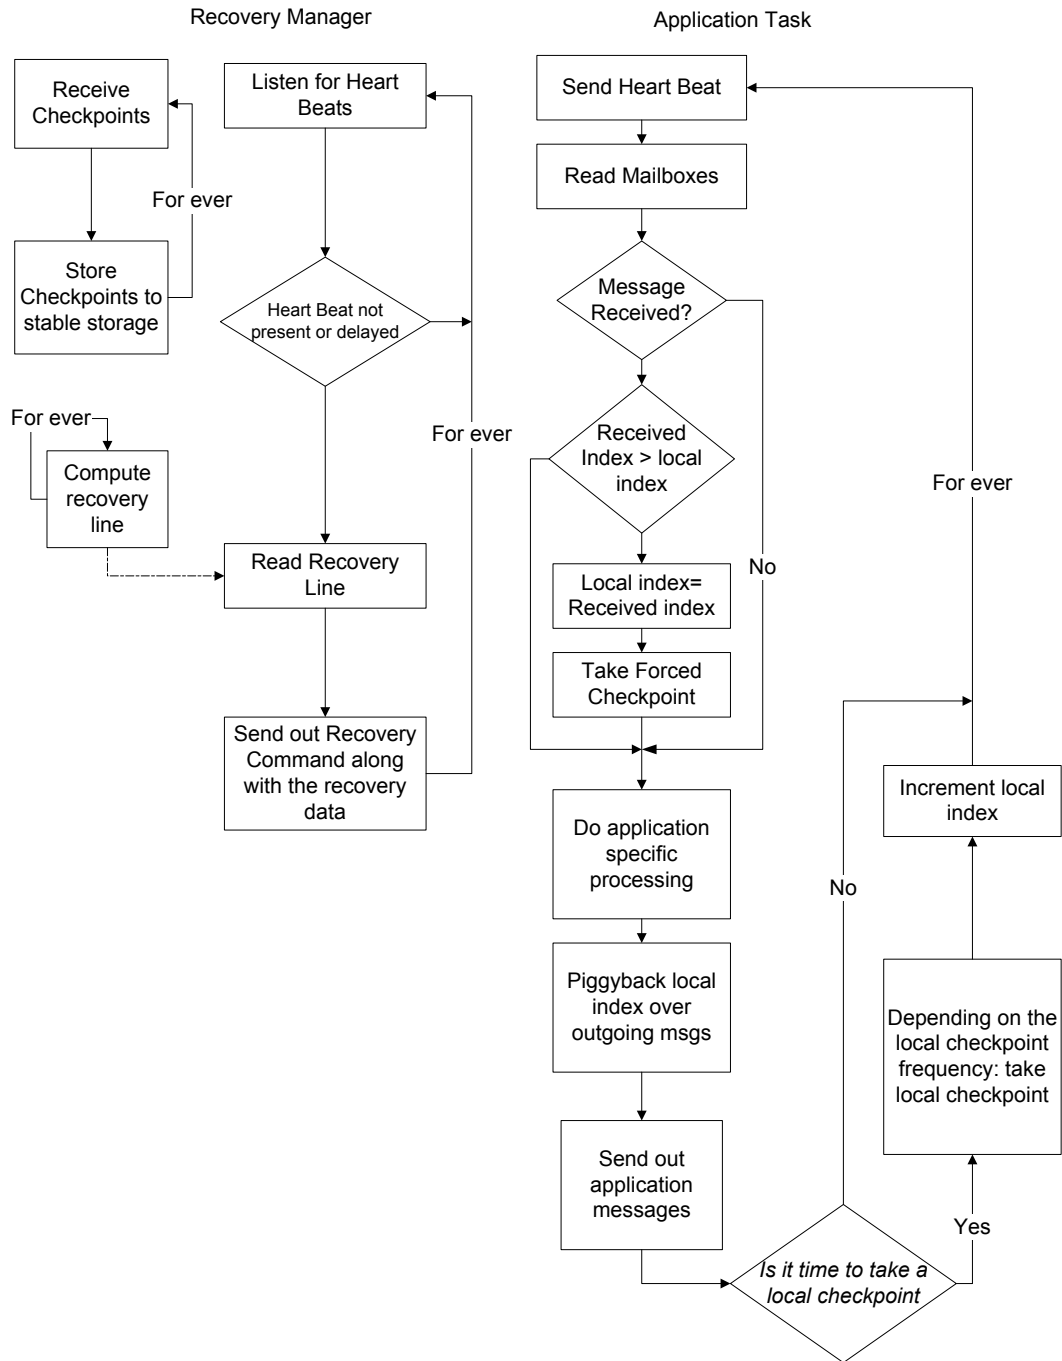 Recovery Manager
Receive
Checkpoints
For ever
Store
Checkpoints to
stable storage
Listen for Heart
Beats
Heart Beat not
present or delayed
For ever
For ever
Compute
recovery
line
Read Recovery
Line
Send out Recovery
Command along
with the recovery
data
Application Task
Send Heart Beat
Read Mailboxes
Message
Received?
Received
Index > local
index
No
Local index=
Received index
Take Forced
Checkpoint
Do application
specific
processing
Piggyback local
index over
outgoing msgs
Send out
application
messages
Is it time to take a
local checkpoint
No
Yes
Depending on the
local checkpoint
frequency: take
local checkpoint
Increment local
index
For ever